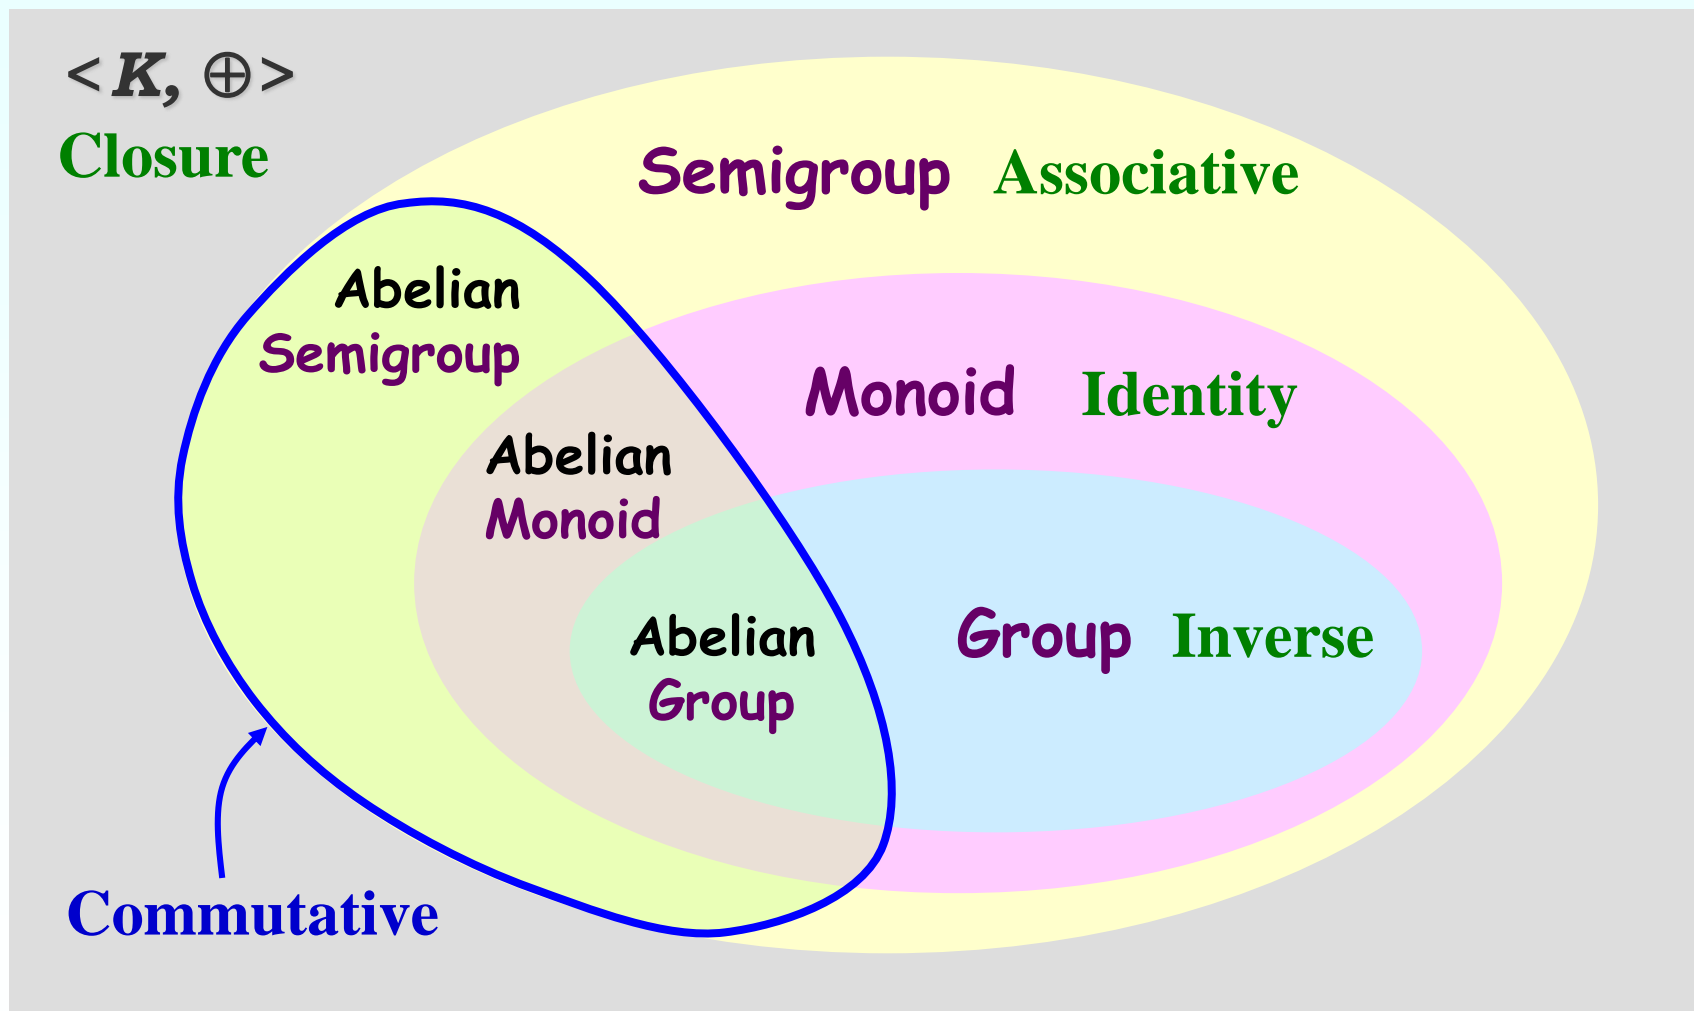 <K, ⊕>
Closure
Semigroup Associative
Abelian
Semigroup
Monoid Identity
Abelian
Monoid
Group Inverse
Abelian
Group
Commutative